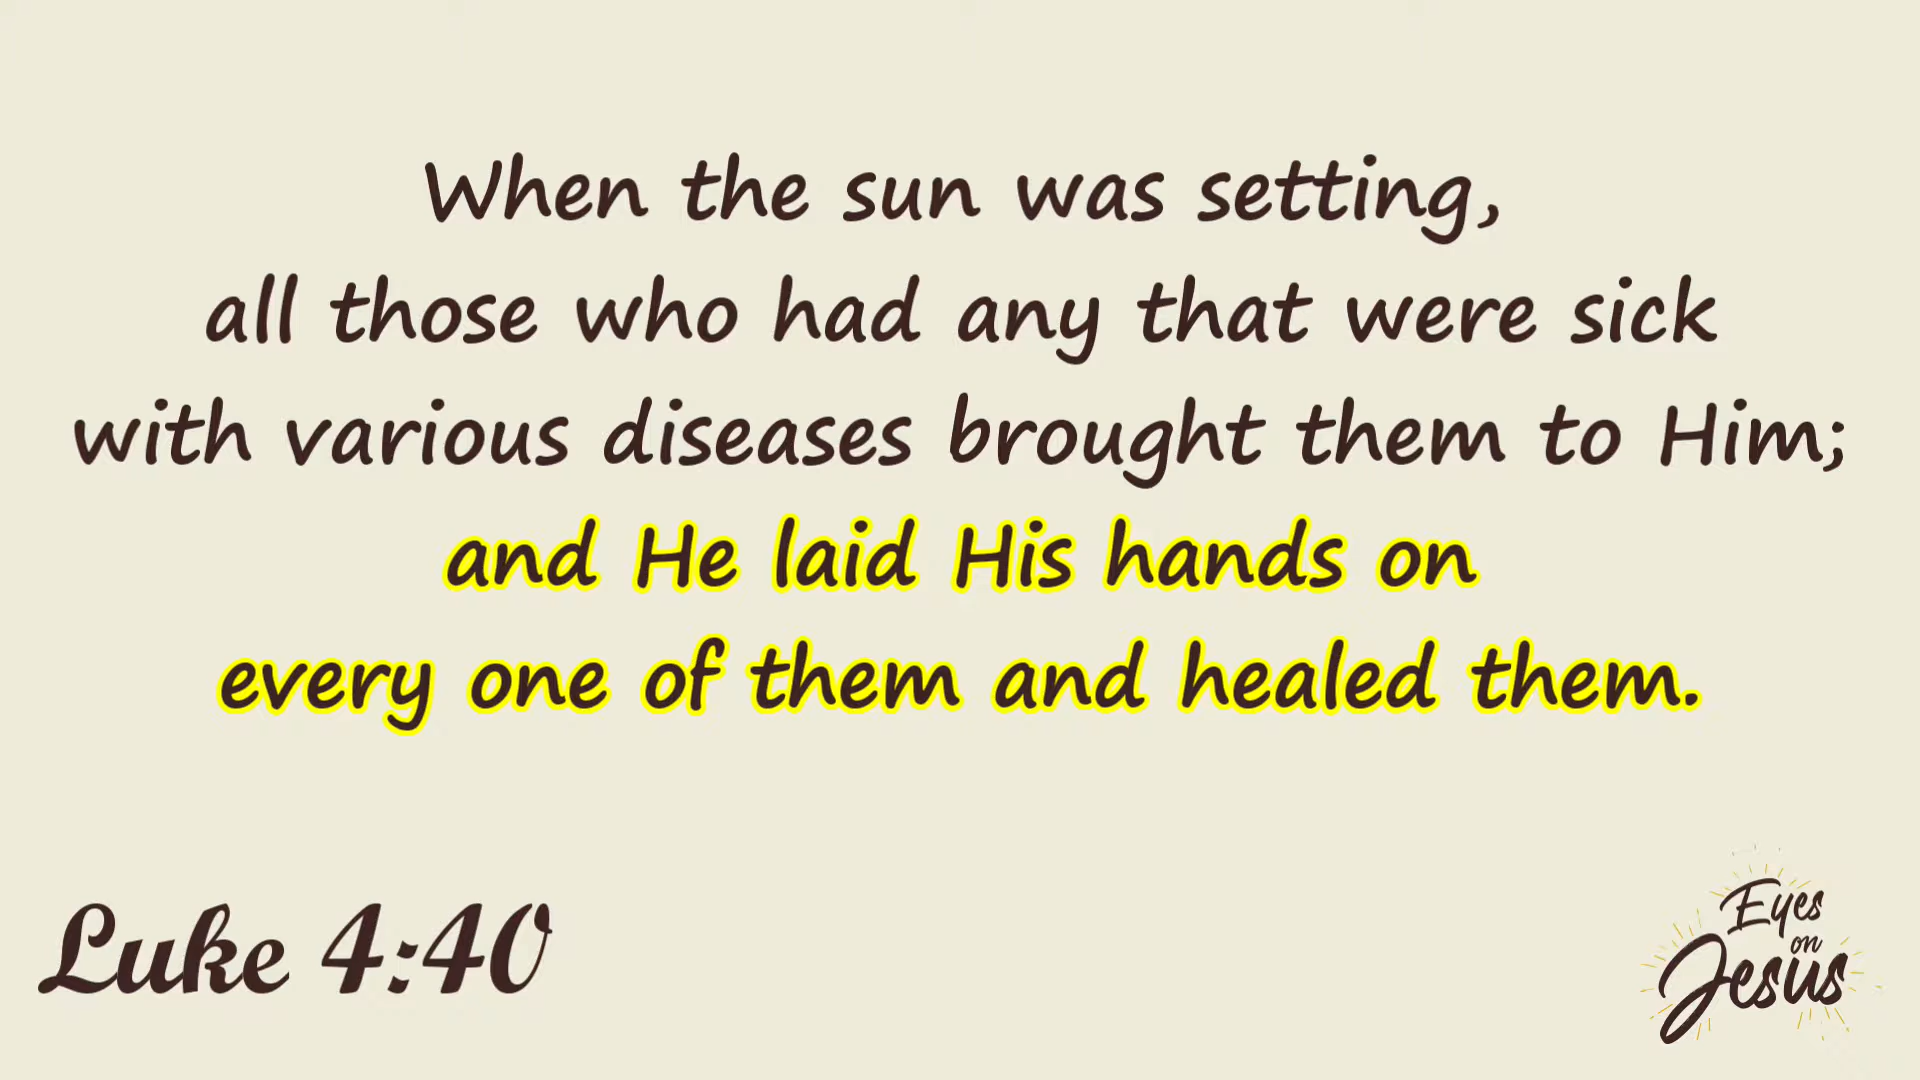 When the sun was setting,
all those who had any that were sick
with various diseases brought them to Him;
and He laid His hands on
every one of them and healed them.
Luke 4:40
Eyes
on
Jesus